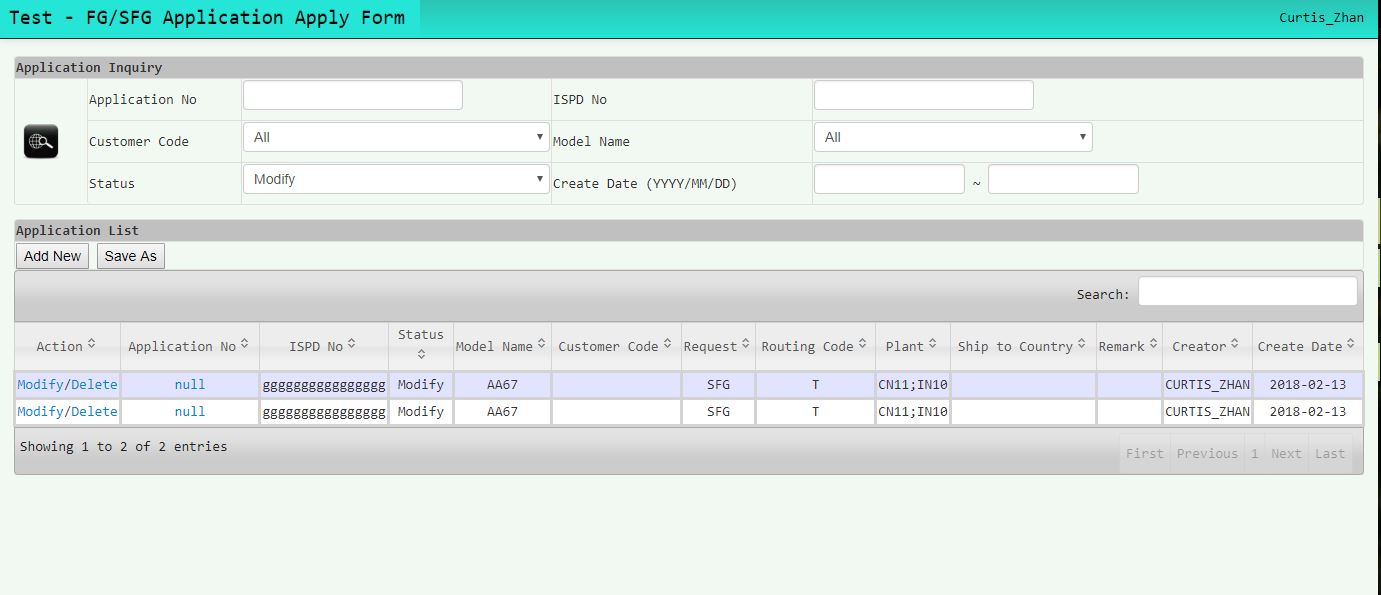 Test - FG/SFG Application Apply Form Curtis_Zhan
Application Inquiry
Application No ISPD No
Customer Code All Model Name All
Status Modify Create Date (YYYY/MM/DD) ~
Application List
Add New Save As
Search:
Action Application No ISPD No Status Model Name Customer Code Request Routing Code Plant Ship to Country Remark Creator Create Date
Modify/Delete null gggggggggggggggg Modify AA67 SFG T CN11;IN10 CURTIS_ZHAN 2018-02-13
Modify/Delete null gggggggggggggggg Modify AA67 SFG T CN11;IN10 CURTIS_ZHAN 2018-02-13
Showing 1 to 2 of 2 entries
First Previous 1 Next Last